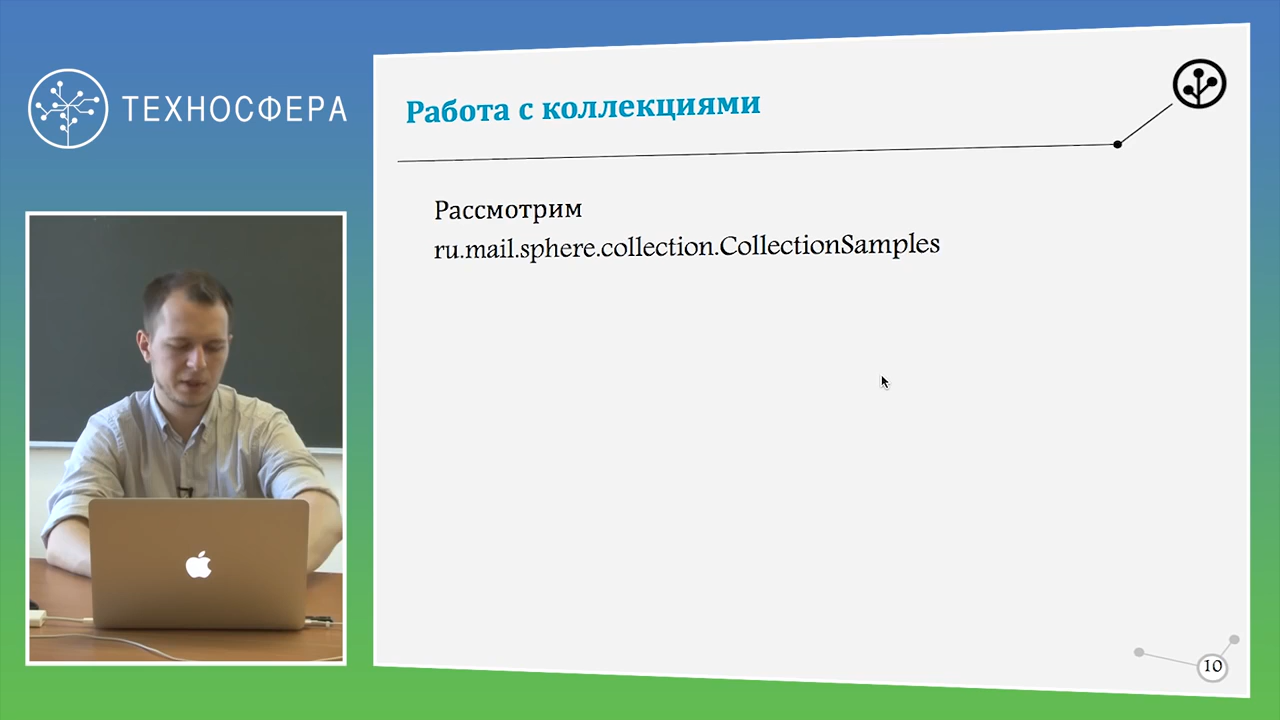 ТЕХНОСФЕРА
Работа с коллекциями
Рассмотрим
ru.mail.sphere.collection.CollectionSamples
10